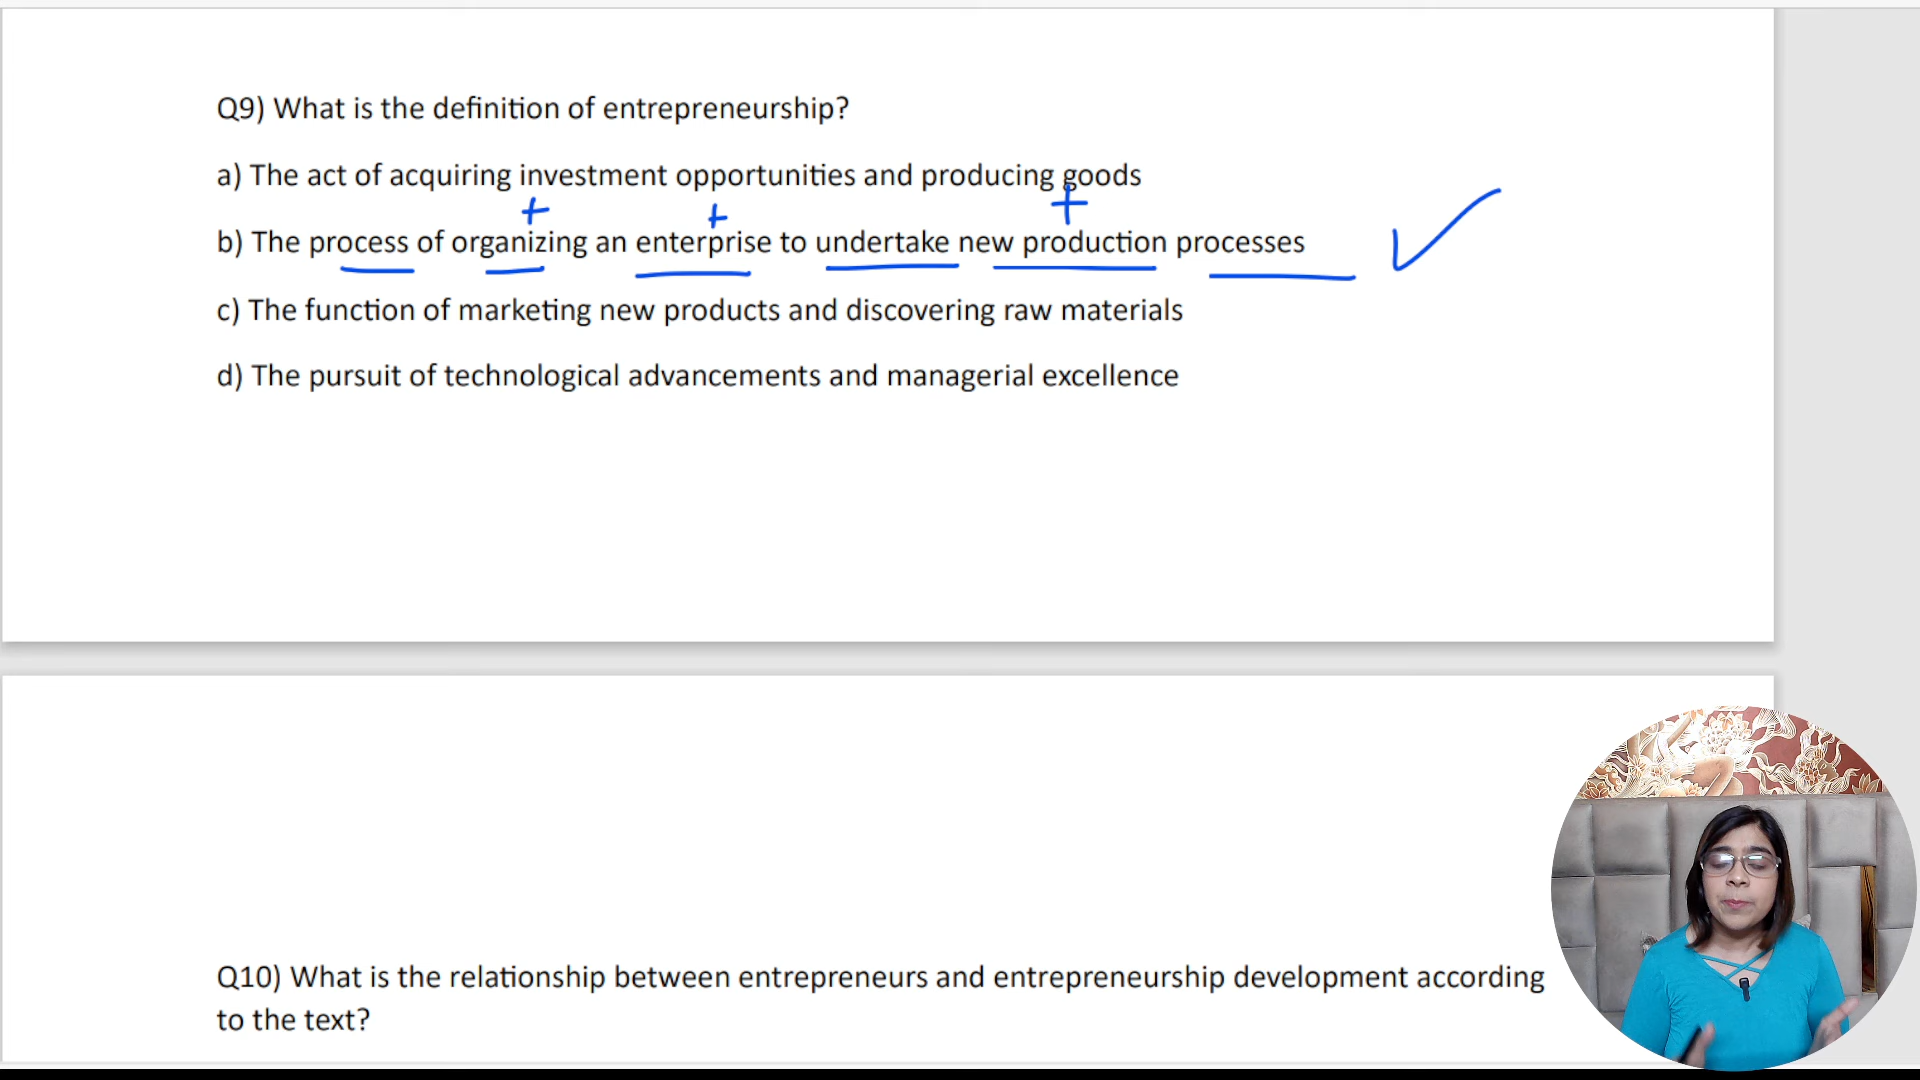 Q9) What is the definition of entrepreneurship?
a) The act of acquiring investment opportunities and producing goods
b) The process of organizing an enterprise to undertake new production processes
c) The function of marketing new products and discovering raw materials
d) The pursuit of technological advancements and managerial excellence
Q10) What is the relationship between entrepreneurs and entrepreneurship development according
to the text?